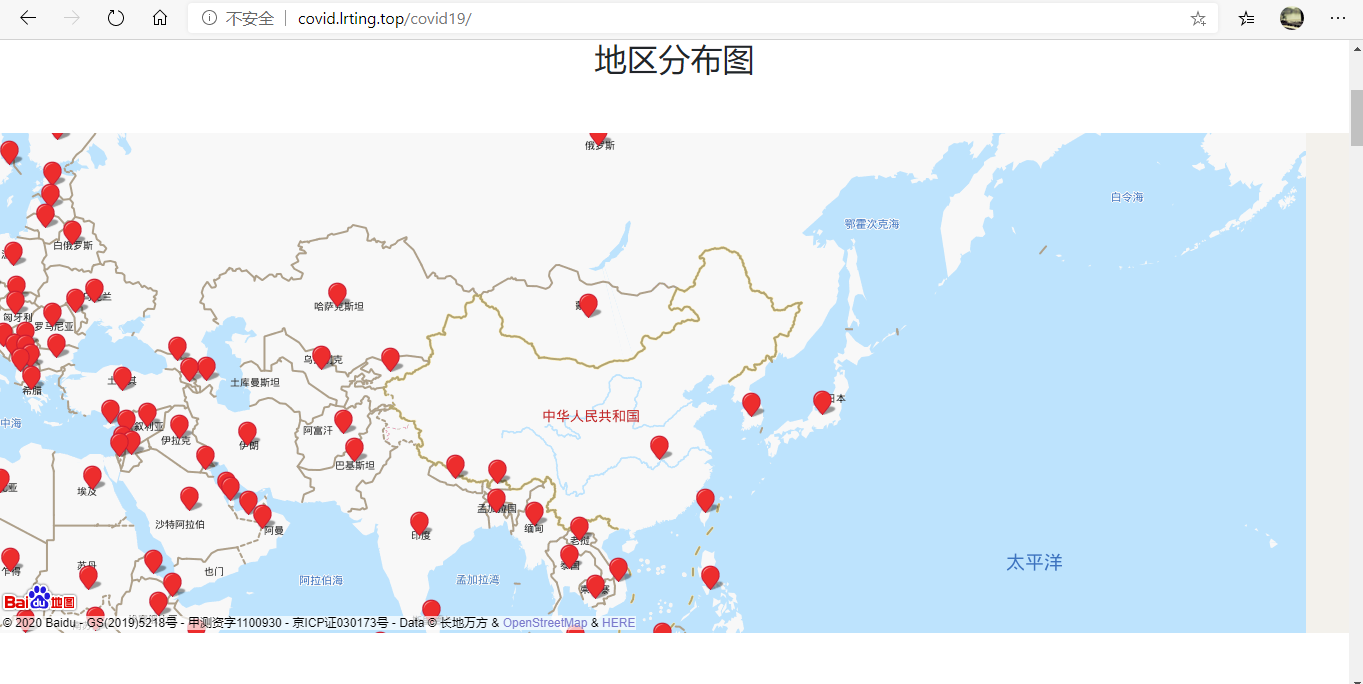 不安全 covid.lrting.top/covid19/
地区分布图
俄罗斯
白令海
鄂霍次克海
白俄罗斯
哈萨克斯坦
匈牙利
罗马尼亚
土库曼斯坦
希腊
日本
中华人民共和国
中海
叙利亚
阿富汗
伊拉克
伊朗
巴基斯坦
埃及
沙特阿拉伯
孟加拉国
缅甸
阿曼
印度
老挝
泰国
太平洋
乍得
苏丹
也门
阿拉伯海
孟加拉湾
Bai du 地图
© 2020 Baidu - GS(2019)5218号 - 甲测资字1100930 - 京ICP证030173号 - Data © 长地万方 & OpenStreetMap & HERE